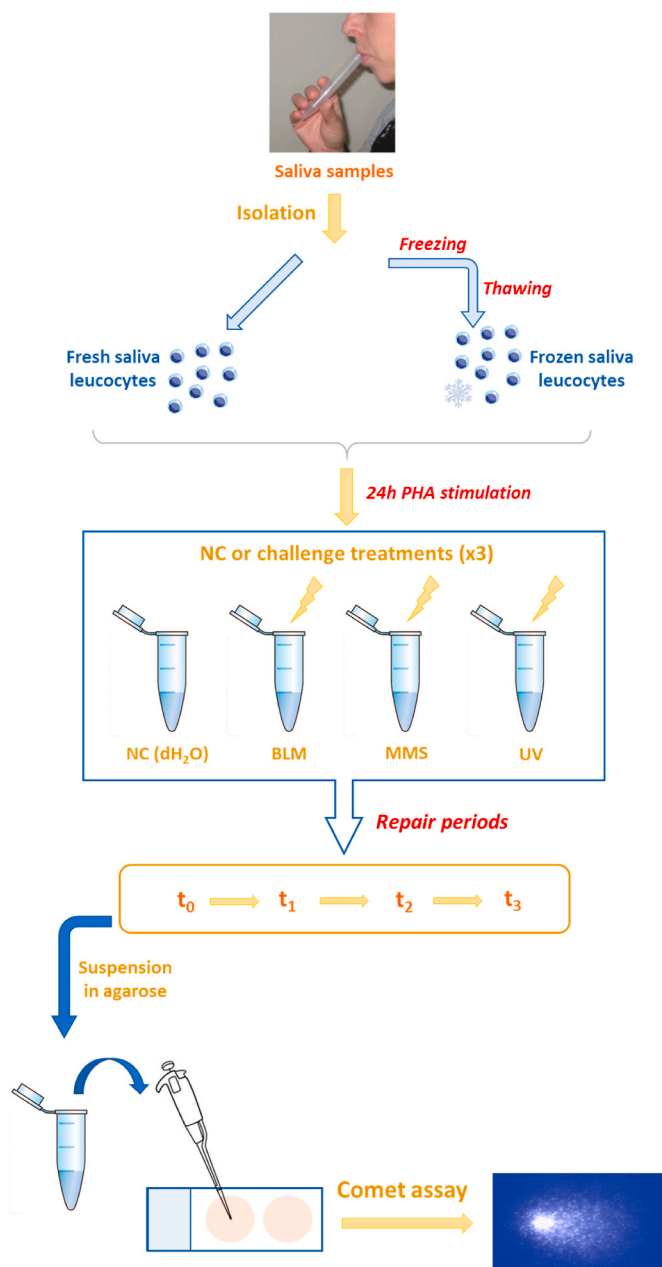 Saliva samples
Isolation
Freezing
Thawing
Fresh saliva
leucocytes
Frozen saliva
leucocytes
24h PHA stimulation
NC or challenge treatments (x3)
NC (dH₂O)
BLM
MMS
UV
Repair periods
t₀
t₁
t₂
t₃
Suspension
in agarose
Comet assay